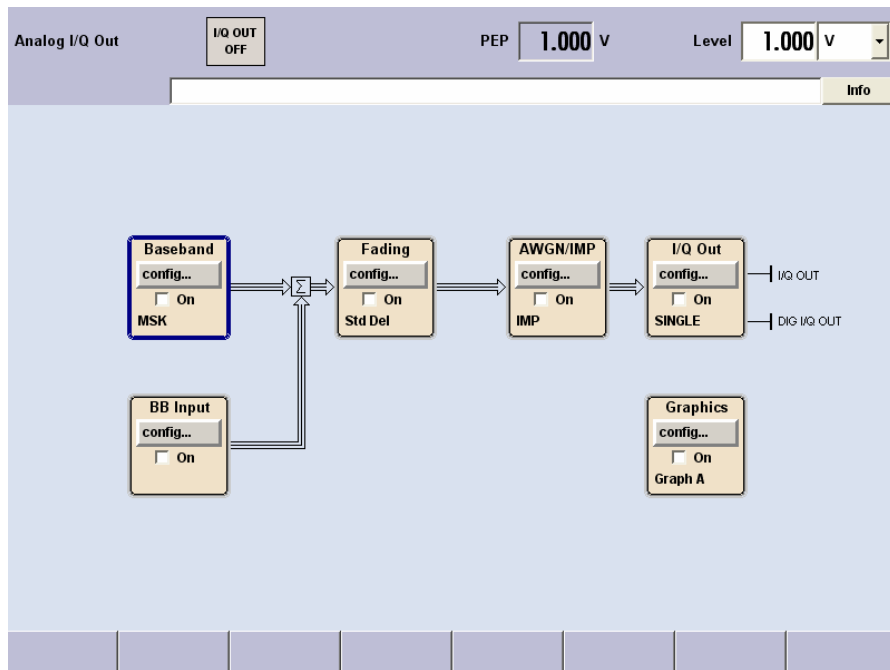 Analog I/Q Out
I/Q OUT
OFF
PEP 1.000 V
Level 1.000 V
Info
Baseband
config...
On
MSK
Σ
Fading
config...
On
Std Del
AWGN/IMP
config...
On
IMP
I/Q Out
config...
On
SINGLE
I/Q OUT
DIG I/Q OUT
BB Input
config...
On
Graphics
config...
On
Graph A